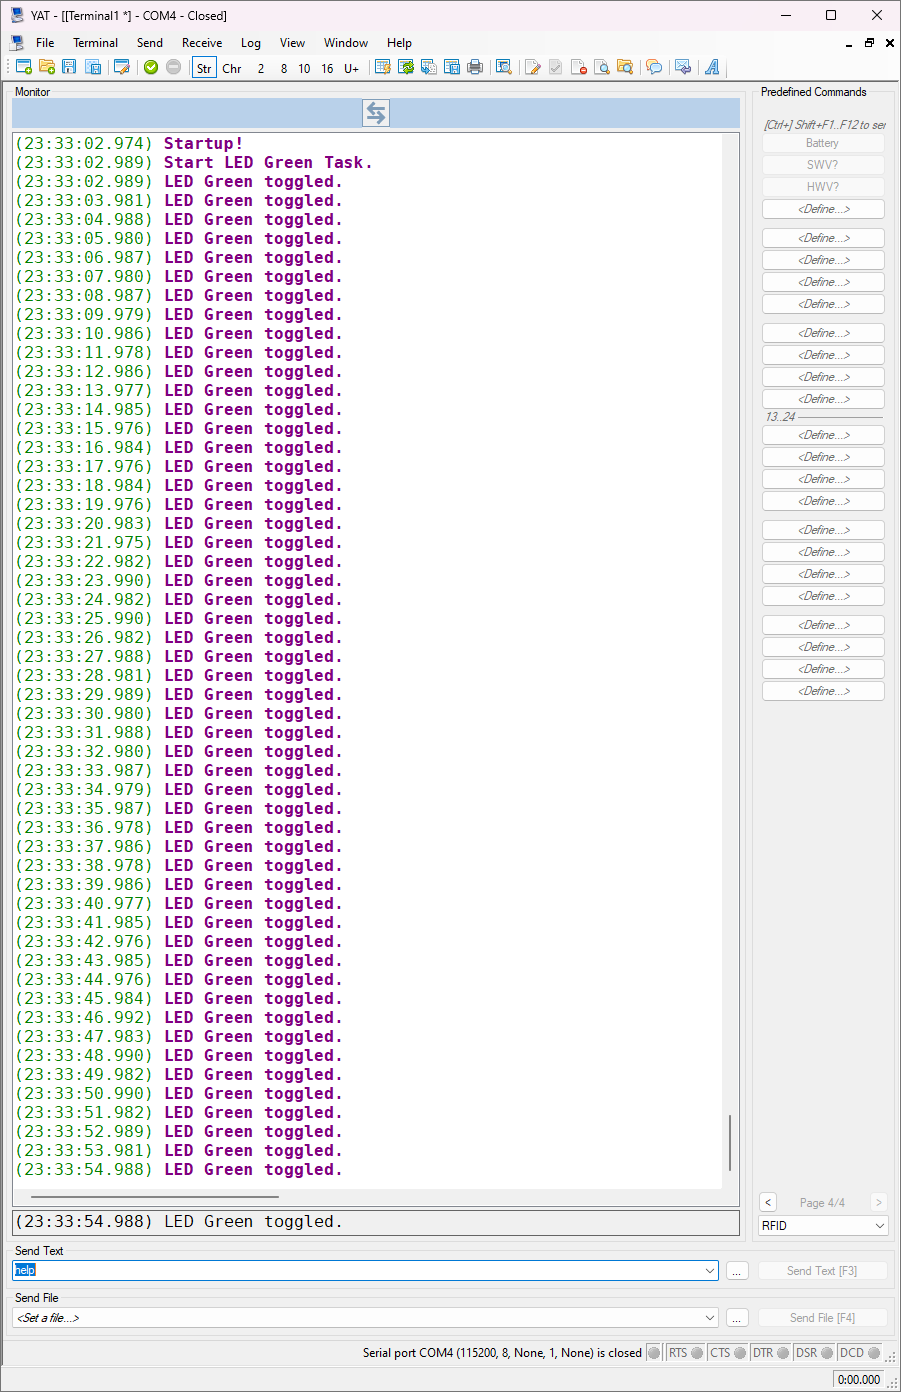 YAT - [[Terminal1 *] - COM4 - Closed]
File Terminal Send Receive Log View Window Help
Str Chr 2 8 10 16 U+
Monitor
(23:33:02.974) Startup!
(23:33:02.989) Start LED Green Task.
(23:33:02.989) LED Green toggled.
(23:33:03.981) LED Green toggled.
(23:33:04.988) LED Green toggled.
(23:33:05.980) LED Green toggled.
(23:33:06.987) LED Green toggled.
(23:33:07.980) LED Green toggled.
(23:33:08.987) LED Green toggled.
(23:33:09.979) LED Green toggled.
(23:33:10.986) LED Green toggled.
(23:33:11.978) LED Green toggled.
(23:33:12.986) LED Green toggled.
(23:33:13.977) LED Green toggled.
(23:33:14.985) LED Green toggled.
(23:33:15.976) LED Green toggled.
(23:33:16.984) LED Green toggled.
(23:33:17.976) LED Green toggled.
(23:33:18.984) LED Green toggled.
(23:33:19.976) LED Green toggled.
(23:33:20.983) LED Green toggled.
(23:33:21.975) LED Green toggled.
(23:33:22.982) LED Green toggled.
(23:33:23.990) LED Green toggled.
(23:33:24.982) LED Green toggled.
(23:33:25.990) LED Green toggled.
(23:33:26.982) LED Green toggled.
(23:33:27.988) LED Green toggled.
(23:33:28.981) LED Green toggled.
(23:33:29.989) LED Green toggled.
(23:33:30.980) LED Green toggled.
(23:33:31.988) LED Green toggled.
(23:33:32.980) LED Green toggled.
(23:33:33.987) LED Green toggled.
(23:33:34.979) LED Green toggled.
(23:33:35.987) LED Green toggled.
(23:33:36.978) LED Green toggled.
(23:33:37.986) LED Green toggled.
(23:33:38.978) LED Green toggled.
(23:33:39.986) LED Green toggled.
(23:33:40.977) LED Green toggled.
(23:33:41.985) LED Green toggled.
(23:33:42.976) LED Green toggled.
(23:33:43.985) LED Green toggled.
(23:33:44.976) LED Green toggled.
(23:33:45.984) LED Green toggled.
(23:33:46.992) LED Green toggled.
(23:33:47.983) LED Green toggled.
(23:33:48.990) LED Green toggled.
(23:33:49.982) LED Green toggled.
(23:33:50.990) LED Green toggled.
(23:33:51.982) LED Green toggled.
(23:33:52.989) LED Green toggled.
(23:33:53.981) LED Green toggled.
(23:33:54.988) LED Green toggled.
(23:33:54.988) LED Green toggled.
Predefined Commands
[Ctrl+] Shift+F1..F12 to ser
Battery
SWV?
HWV?
<Define...>
<Define...>
<Define...>
<Define...>
<Define...>
<Define...>
<Define...>
<Define...>
<Define...>
13..24
<Define...>
<Define...>
<Define...>
<Define...>
<Define...>
<Define...>
<Define...>
<Define...>
<Define...>
<Define...>
<Define...>
<Define...>
< Page 4/4 >
RFID
Send Text
help ... Send Text [F3]
Send File
<Set a file...> ... Send File [F4]
Serial port COM4 (115200, 8, None, 1, None) is closed RTS CTS DTR DSR DCD
0:00.000